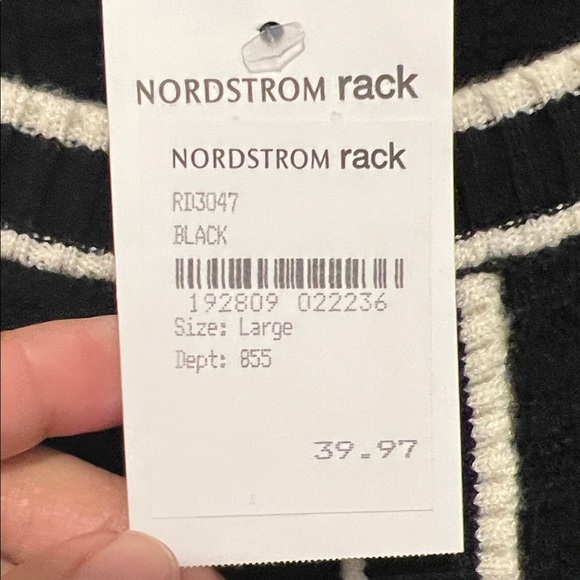 NORDSTROM rack
NORDSTROM rack
RD3047
BLACK
192809 022236
Size: Large
Dept: 855
39.97